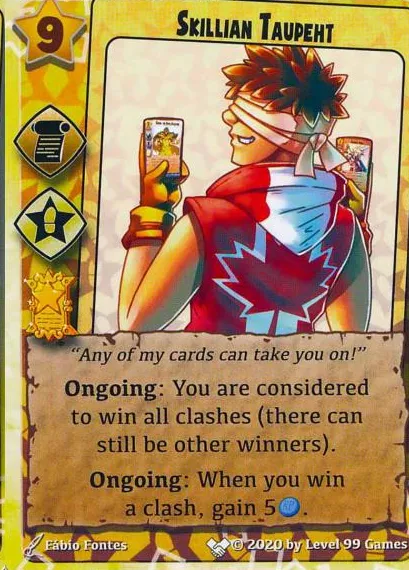 9
SKILLIAN TAUPEHT
"Any of my cards can take you on!"
Ongoing: You are considered
to win all clashes (there can
still be other winners).
Ongoing: When you win
a clash, gain 5.
Fábio Fontes
© 2020 by Level 99 Games